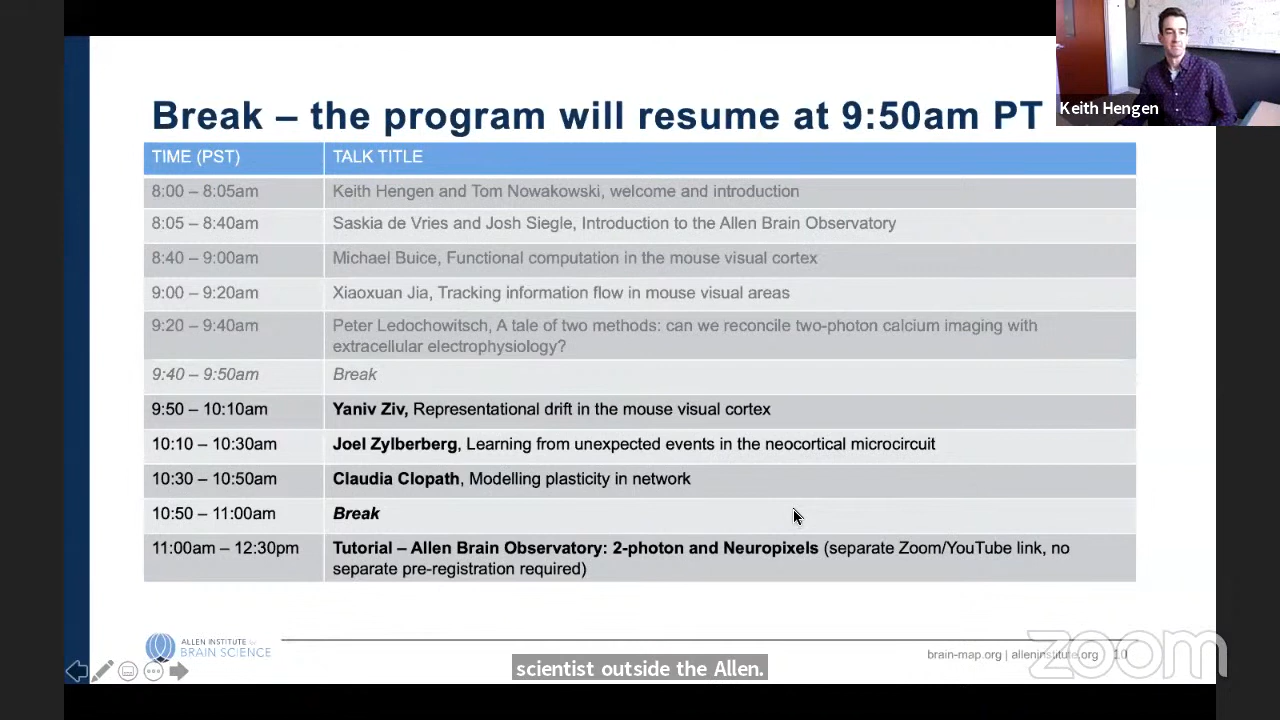 Keith Hengen
Break – the program will resume at 9:50am PT
TIME (PST) TALK TITLE
8:00 – 8:05am Keith Hengen and Tom Nowakowski, welcome and introduction
8:05 – 8:40am Saskia de Vries and Josh Siegle, Introduction to the Allen Brain Observatory
8:40 – 9:00am Michael Buice, Functional computation in the mouse visual cortex
9:00 – 9:20am Xiaoxuan Jia, Tracking information flow in mouse visual areas
9:20 – 9:40am Peter Ledochowitsch, A tale of two methods: can we reconcile two-photon calcium imaging with
extracellular electrophysiology?
9:40 – 9:50am Break
9:50 – 10:10am Yaniv Ziv, Representational drift in the mouse visual cortex
10:10 – 10:30am Joel Zylberberg, Learning from unexpected events in the neocortical microcircuit
10:30 – 10:50am Claudia Clopath, Modelling plasticity in network
10:50 – 11:00am Break
11:00am – 12:30pm Tutorial – Allen Brain Observatory: 2-photon and Neuropixels (separate Zoom/YouTube link, no
separate pre-registration required)
ALLEN INSTITUTE for
BRAIN SCIENCE
brain-map.org | alleninstitute.org 10
zoom
scientist outside the Allen.